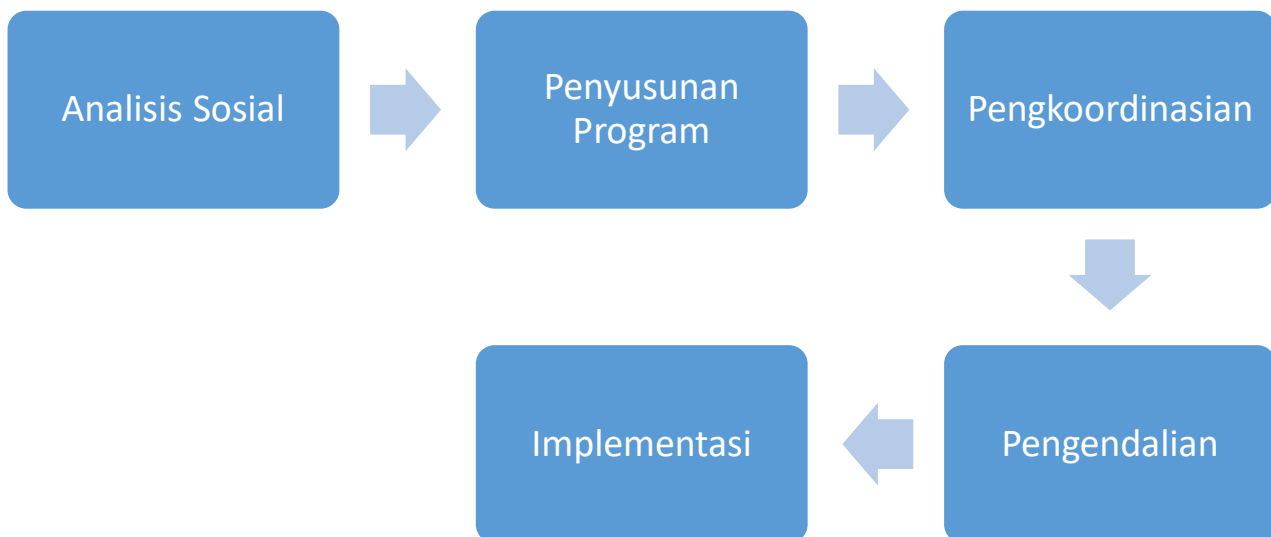 Analisis Sosial
Penyusunan
Program
Pengkoordinasian
Pengendalian
Implementasi